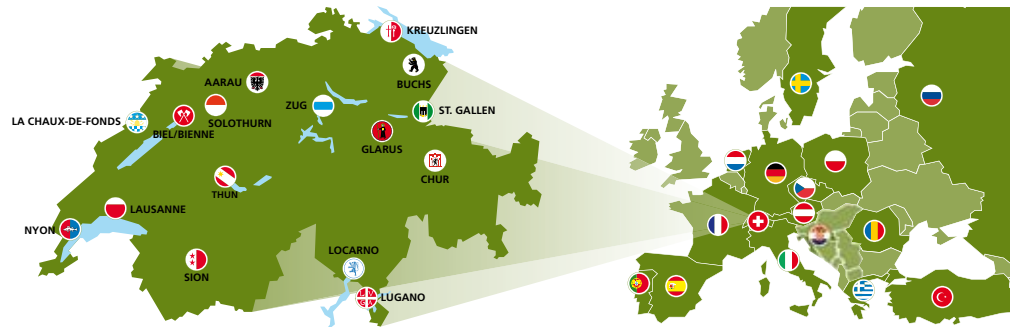 KREUZLINGEN
BUCHS
AARAU
ZUG
ST. GALLEN
SOLOTHURN
LA CHAUX-DE-FONDS
BIEL/BIENNE
GLARUS
CHUR
THUN
LAUSANNE
NYON
LOCARNO
SION
LUGANO